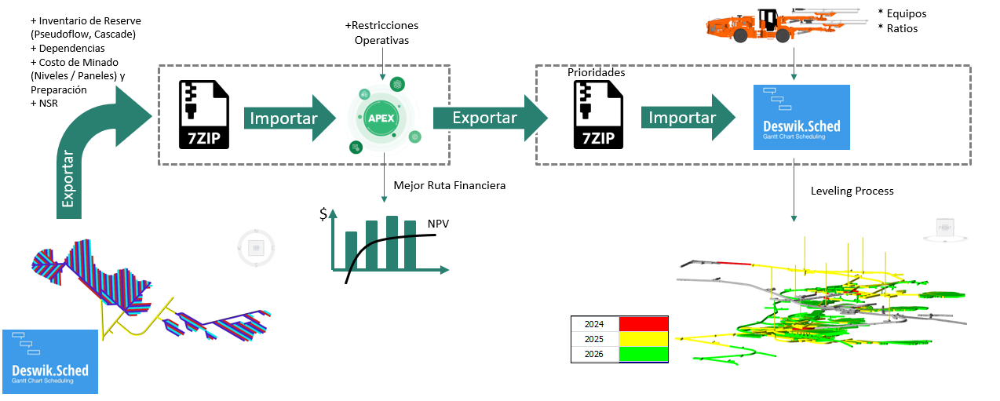 + Inventario de Reserve
(Pseudoflow, Cascade)
+ Dependencias
+ Costo de Minado
(Niveles / Paneles) y
Preparación
+ NSR
+Restricciones
Operativas
* Equipos
* Ratios
Exportar
7ZIP
Importar
APEX
Exportar
Prioridades
7ZIP
Importar
Deswik.Sched
Gantt Chart Scheduling
Mejor Ruta Financiera
Leveling Process
$
NPV
Deswik.Sched
Gantt Chart Scheduling
2024
2025
2026